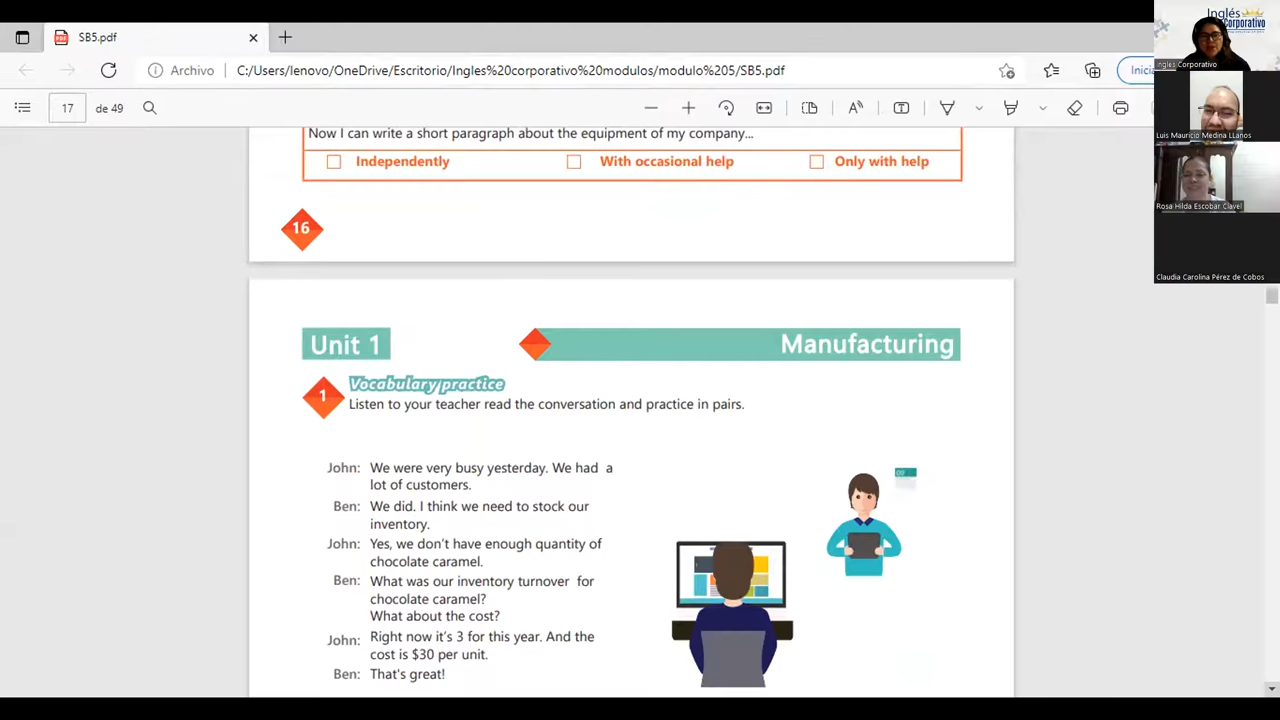 SB5.pdf
Archivo
C:/Users/lenovo/OneDrive/Escritorio/Ingles%20corporativo%20modulos/modulo%205/SB5.pdf
Inicia
17 de 49
Now I can write a short paragraph about the equipment of my company...
Independently
With occasional help
Only with help
16
Unit 1
Manufacturing
1
Vocabulary practice
Listen to your teacher read the conversation and practice in pairs.
John: We were very busy yesterday. We had a
lot of customers.
Ben: We did. I think we need to stock our
inventory.
John: Yes, we don't have enough quantity of
chocolate caramel.
Ben: What was our inventory turnover for
chocolate caramel?
What about the cost?
John: Right now it's 3 for this year. And the
cost is $30 per unit.
Ben: That's great!
Inglés
Corporativo
Ingles Corporativo
Luis Mauricio Medina LLanos
Rosa Hilda Escobar Clavel
Claudia Carolina Pérez de Cobos